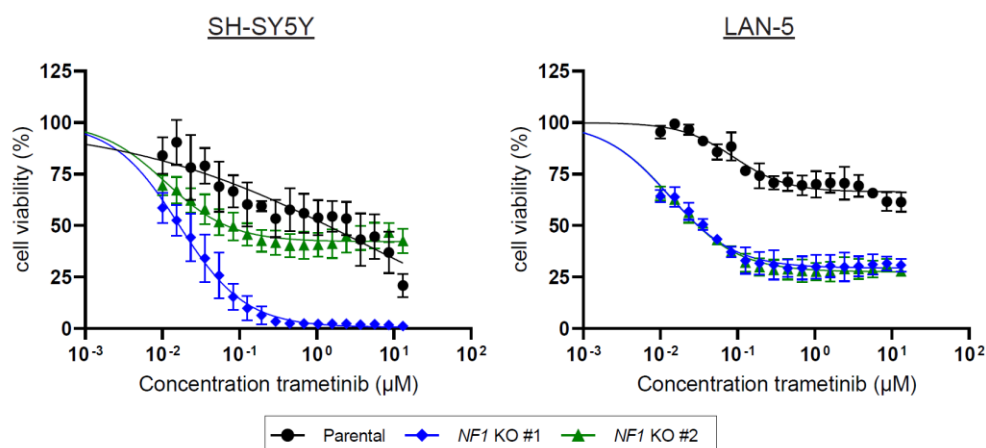 SH-SY5Y
LAN-5
cell viability (%)
125
100
75
50
25
0
10-3 10-2 10-1 100 101 102
Concentration trametinib (µM)
cell viability (%)
125
100
75
50
25
0
10-3 10-2 10-1 100 101 102
Concentration trametinib (µM)
Parental NF1 KO #1 NF1 KO #2